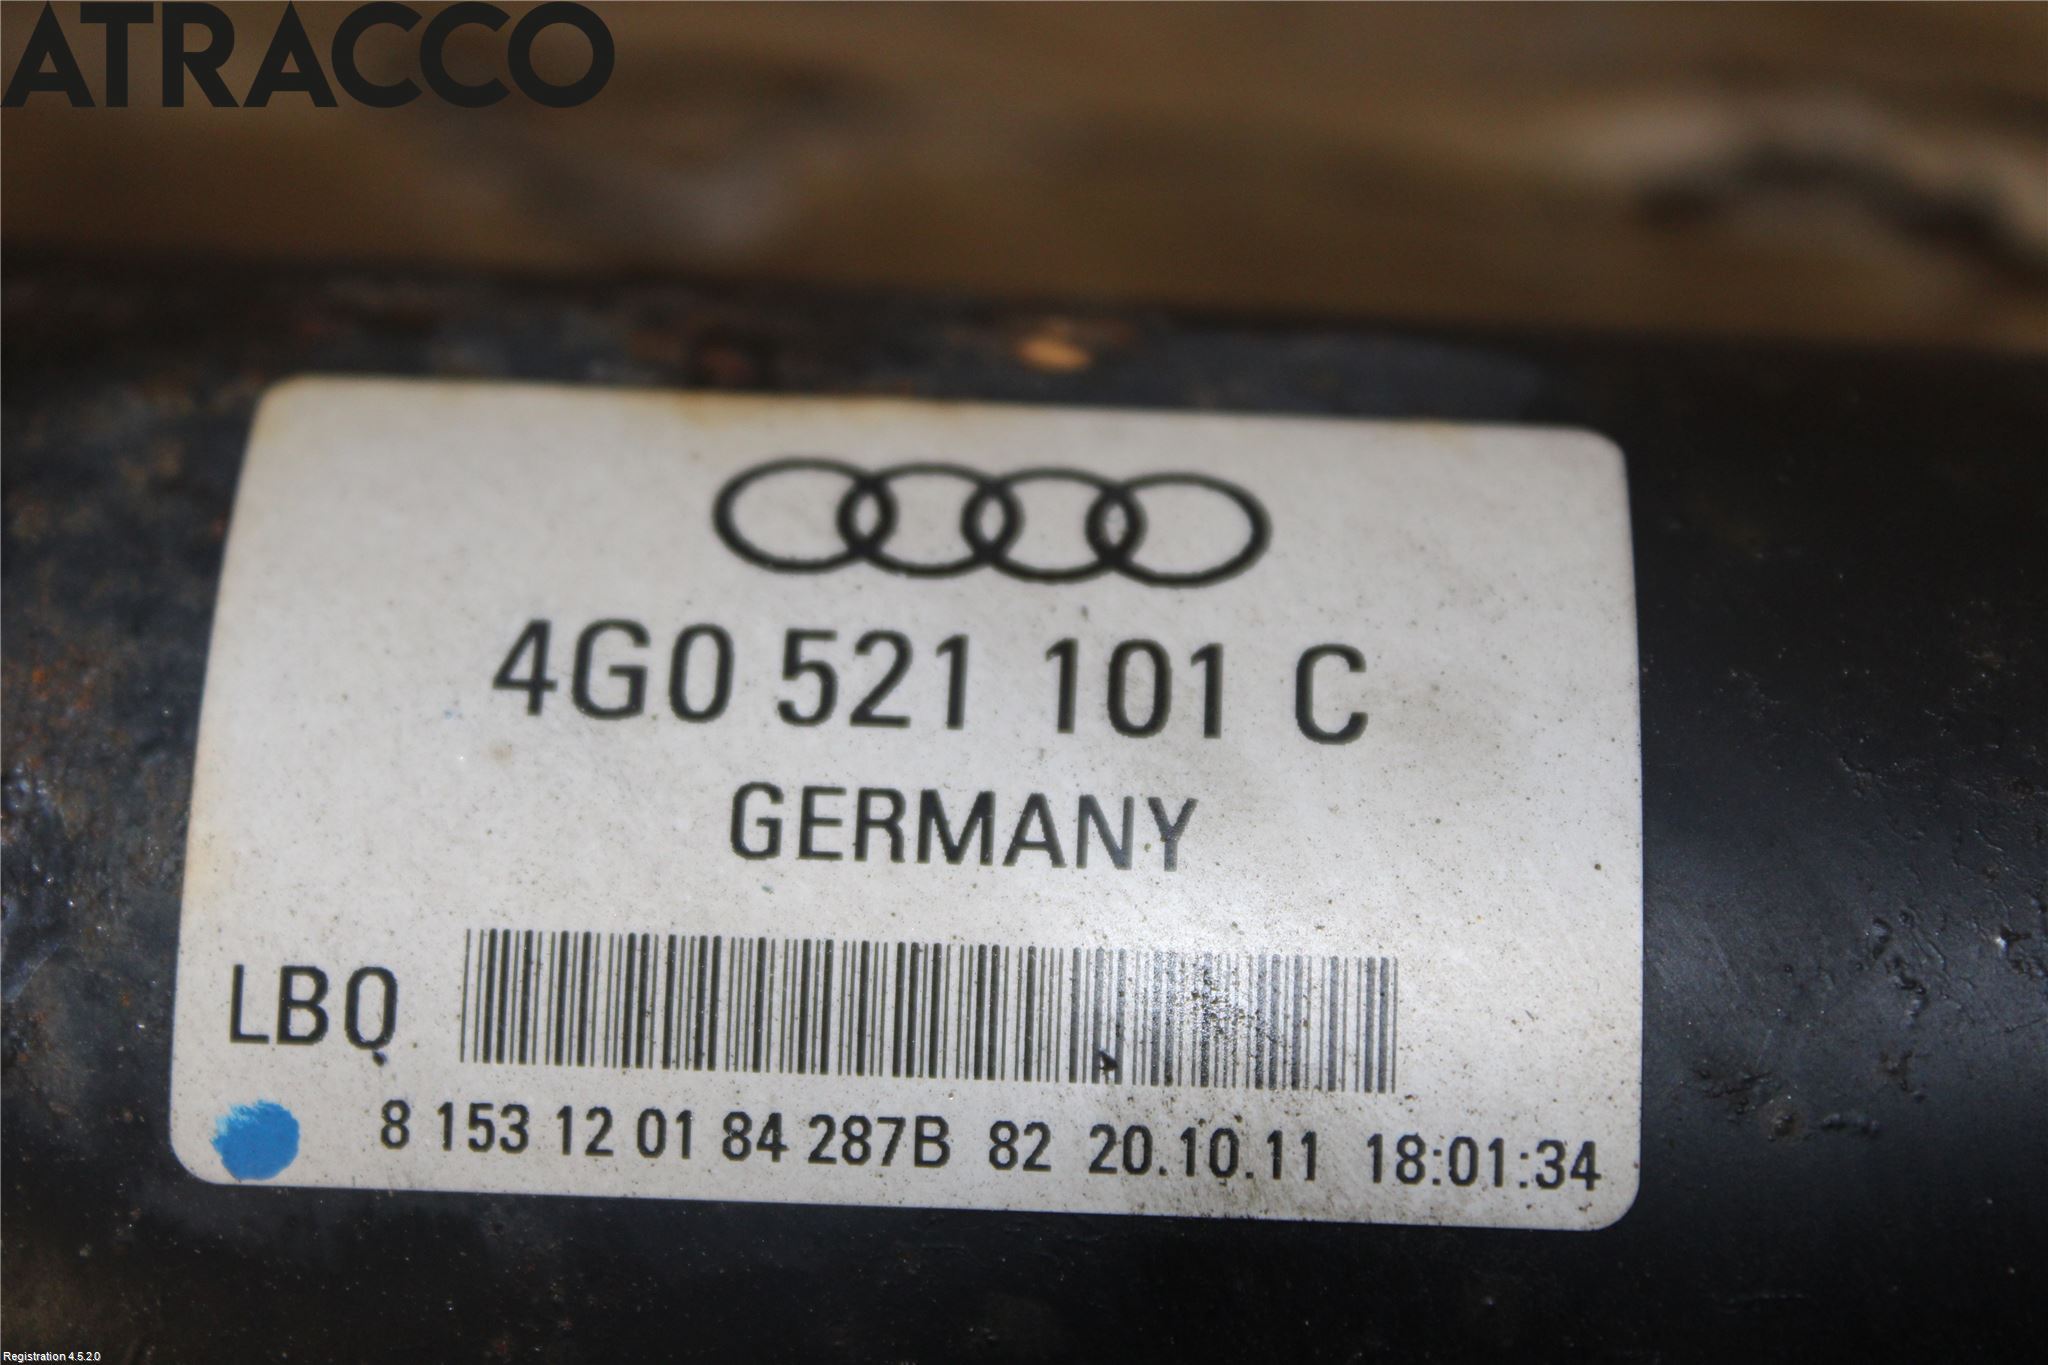 ATRACCO
4G0 521 101 C
GERMANY
LBQ
8 153 12 01 84 287B 82 20.10.11 18:01:34
Registration 4.5.2.0